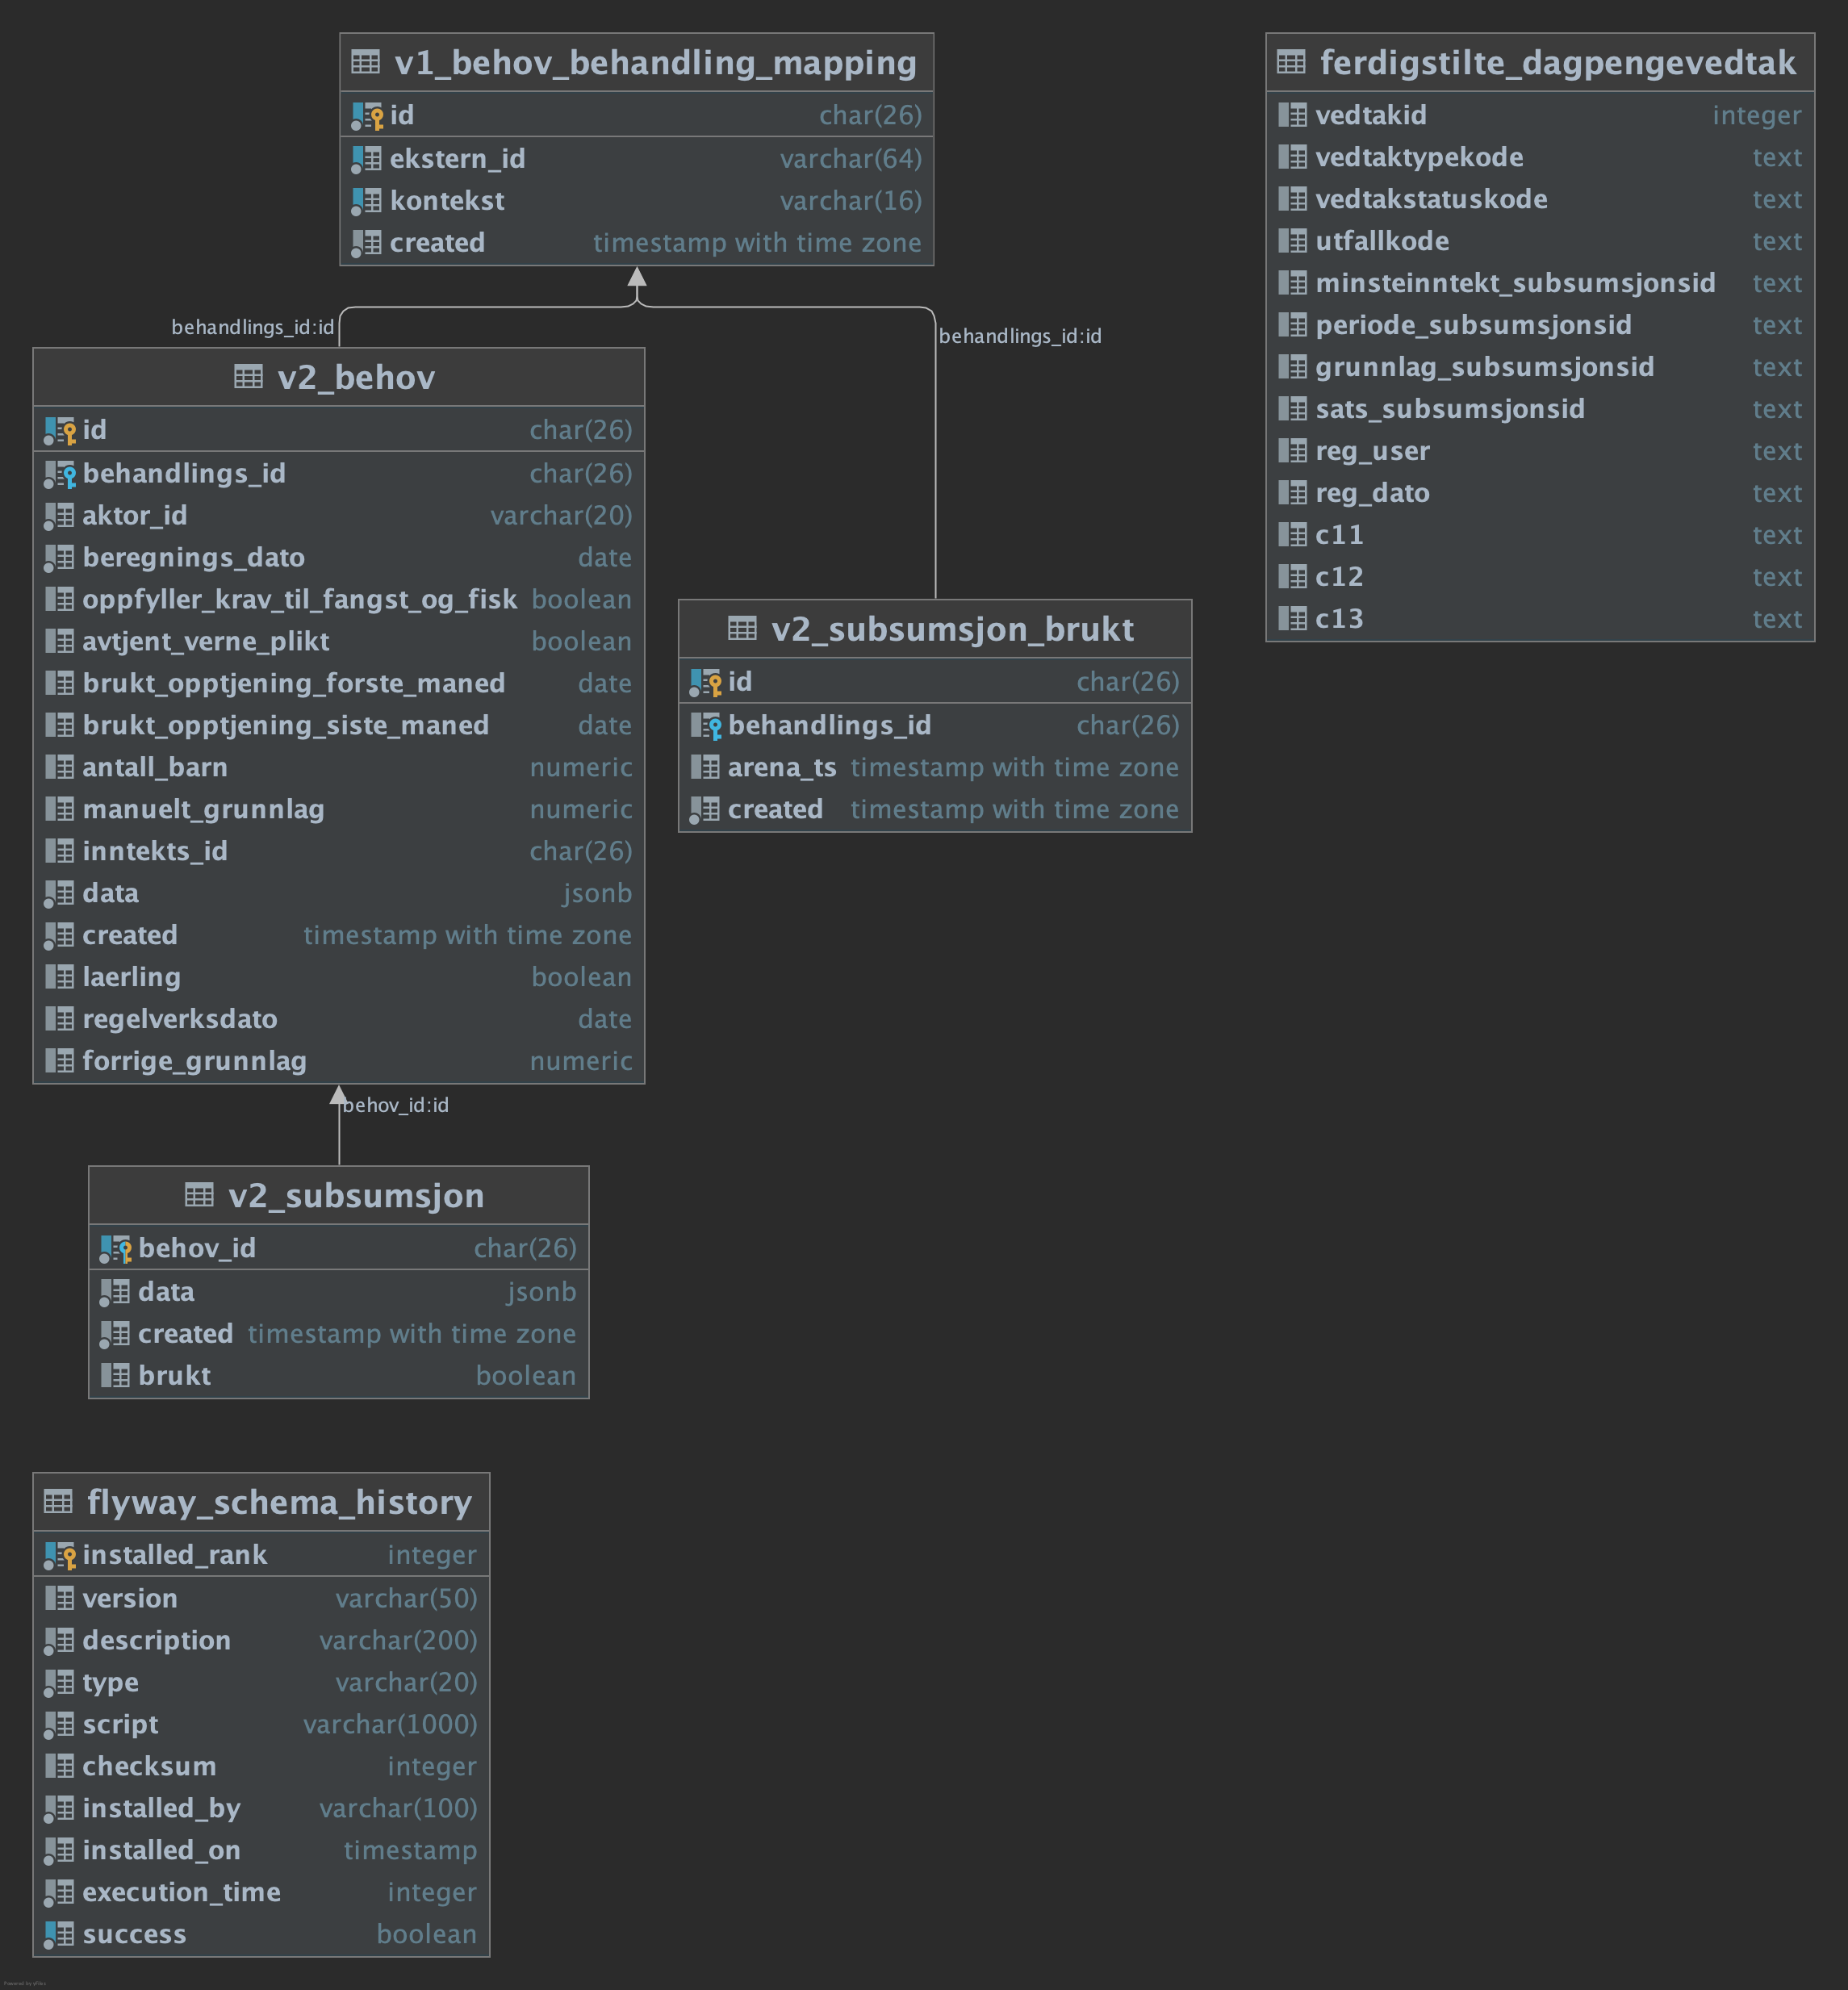 v1_behov_behandling_mapping
id char(26)
ekstern_id varchar(64)
kontekst varchar(16)
created timestamp with time zone
behandlings_id:id
behandlings_id:id
v2_behov
id char(26)
behandlings_id char(26)
aktor_id varchar(20)
beregnings_dato date
oppfyller_krav_til_fangst_og_fisk boolean
avtjent_verne_plikt boolean
brukt_opptjening_forste_maned date
brukt_opptjening_siste_maned date
antall_barn numeric
manuelt_grunnlag numeric
inntekts_id char(26)
data jsonb
created timestamp with time zone
laerling boolean
regelverksdato date
forrige_grunnlag numeric
behov_id:id
v2_subsumsjon
behov_id char(26)
data jsonb
created timestamp with time zone
brukt boolean
v2_subsumsjon_brukt
id char(26)
behandlings_id char(26)
arena_ts timestamp with time zone
created timestamp with time zone
ferdigstilte_dagpengevedtak
vedtakid integer
vedtaktypekode text
vedtakstatuskode text
utfallkode text
minsteinntekt_subsumsjonsid text
periode_subsumsjonsid text
grunnlag_subsumsjonsid text
sats_subsumsjonsid text
reg_user text
reg_dato text
c11 text
c12 text
c13 text
flyway_schema_history
installed_rank integer
version varchar(50)
description varchar(200)
type varchar(20)
script varchar(1000)
checksum integer
installed_by varchar(100)
installed_on timestamp
execution_time integer
success boolean
Powered by yFiles